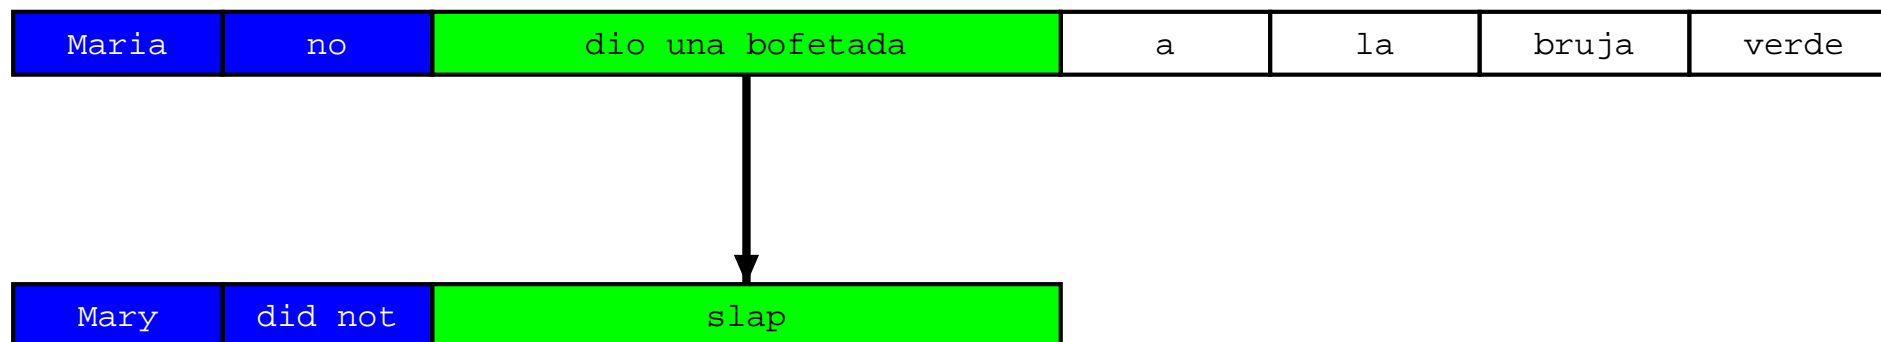 Maria no dio una bofetada a la bruja verde
Mary did not slap